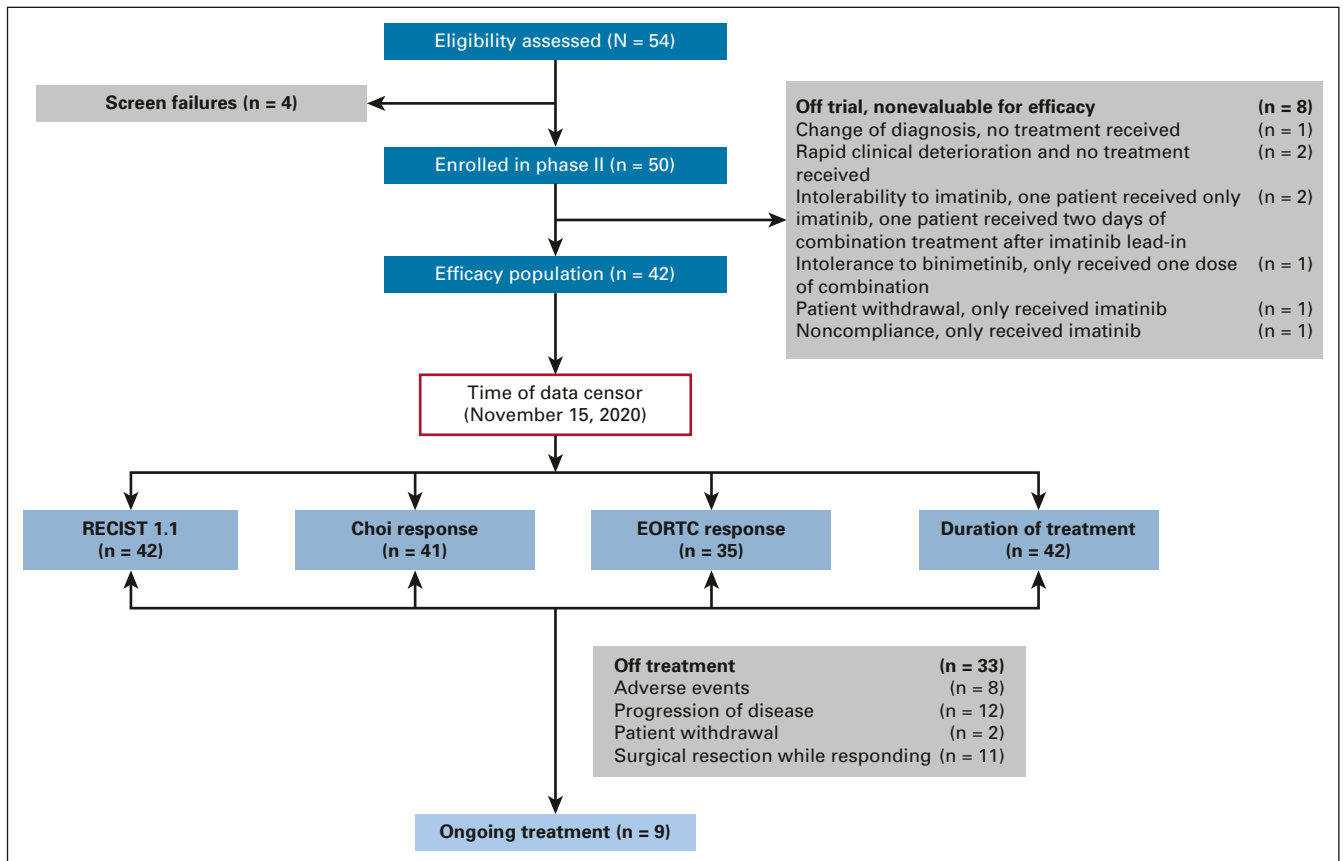 Eligibility assessed (N = 54)
Screen failures (n = 4)
Off trial, nonevaluable for efficacy (n = 8)
Change of diagnosis, no treatment received (n = 1)
Rapid clinical deterioration and no treatment (n = 2)
received
Intolerability to imatinib, one patient received only (n = 2)
imatinib, one patient received two days of
combination treatment after imatinib lead-in
Intolerance to binimetinib, only received one dose (n = 1)
of combination
Patient withdrawal, only received imatinib (n = 1)
Noncompliance, only received imatinib (n = 1)
Enrolled in phase II (n = 50)
Efficacy population (n = 42)
Time of data censor
(November 15, 2020)
RECIST 1.1
(n = 42)
Choi response
(n = 41)
EORTC response
(n = 35)
Duration of treatment
(n = 42)
Off treatment (n = 33)
Adverse events (n = 8)
Progression of disease (n = 12)
Patient withdrawal (n = 2)
Surgical resection while responding (n = 11)
Ongoing treatment (n = 9)